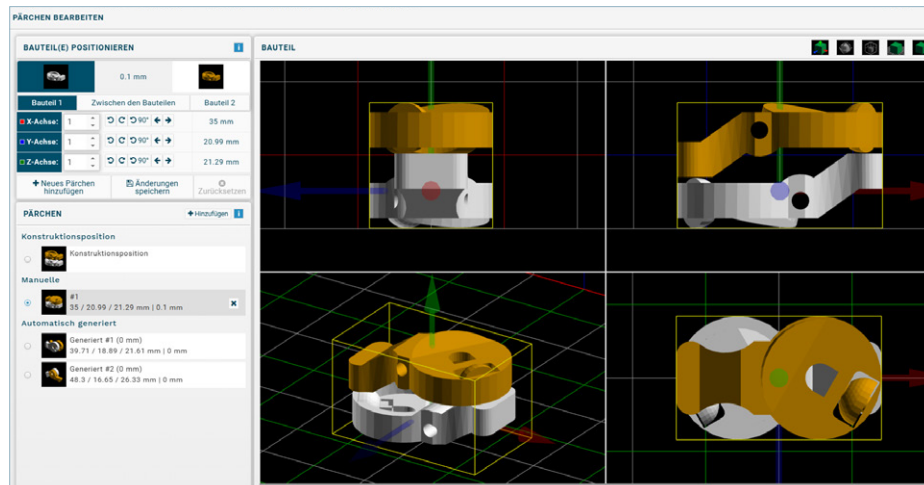 PÄRCHEN BEARBEITEN
BAUTEIL(E) POSITIONIEREN
0.1 mm
Bauteil 1 Zwischen den Bauteilen Bauteil 2
X-Achse: 1 90° 35 mm
Y-Achse: 1 90° 20.99 mm
Z-Achse: 1 90° 21.29 mm
Neues Pärchen hinzufügen
Änderungen speichern
Zurücksetzen
PÄRCHEN Hinzufügen
Konstruktionsposition
Konstruktionsposition
Manuelle
#1
35 / 20.99 / 21.29 mm | 0.1 mm
Automatisch generiert
Generiert #1 (0 mm)
39.71 / 18.89 / 21.61 mm | 0 mm
Generiert #2 (0 mm)
48.3 / 16.65 / 26.33 mm | 0 mm
BAUTEIL